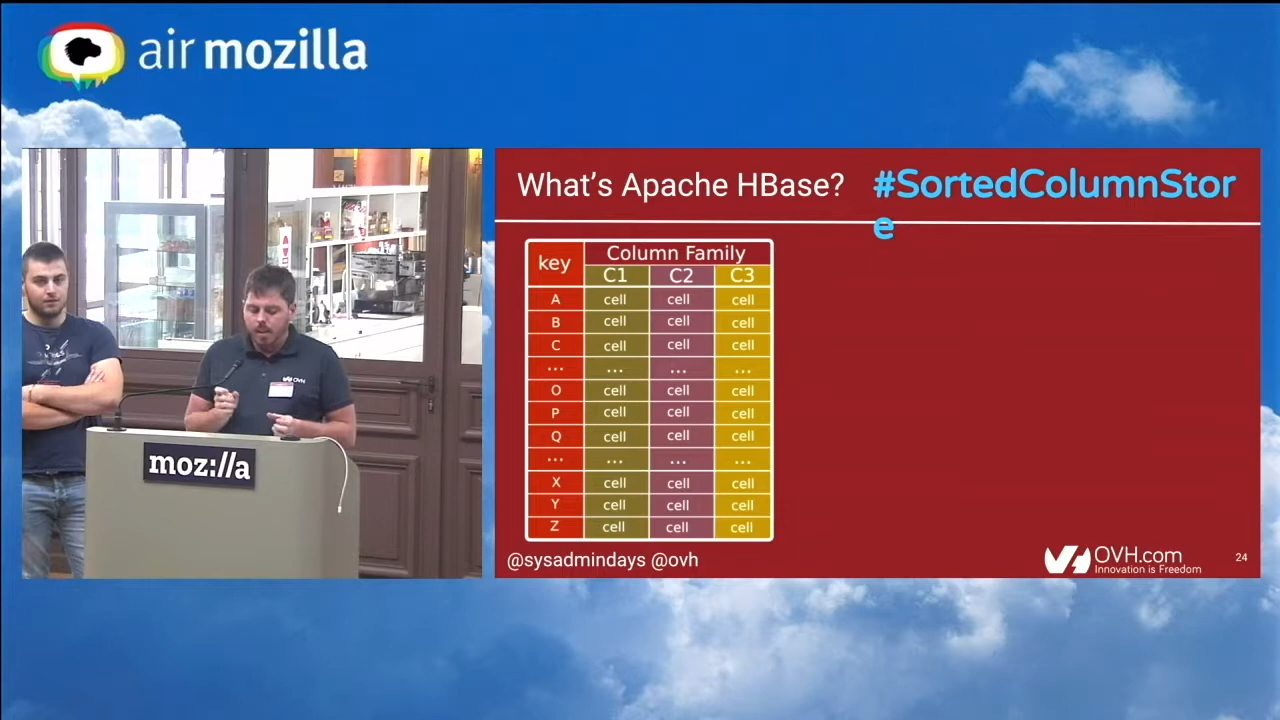 air mozilla
What's Apache HBase?
#SortedColumnStor
e
key
Column Family
C1 C2 C3
A cell cell cell
B cell cell cell
C cell cell cell
... ... ... ...
O cell cell cell
P cell cell cell
Q cell cell cell
... ... ... ...
X cell cell cell
Y cell cell cell
Z cell cell cell
@sysadmindays @ovh
OVH.com
Innovation is Freedom
24
OVH
moz://a